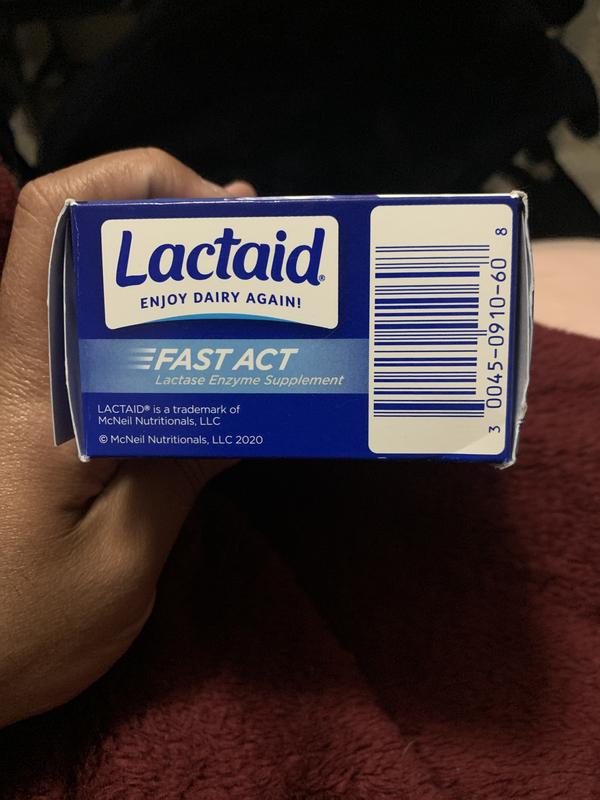 Lactaid®
ENJOY DAIRY AGAIN!
FAST ACT
Lactase Enzyme Supplement
LACTAID® is a trademark of
McNeil Nutritionals, LLC
© McNeil Nutritionals, LLC 2020
3 0045-0910-60 8